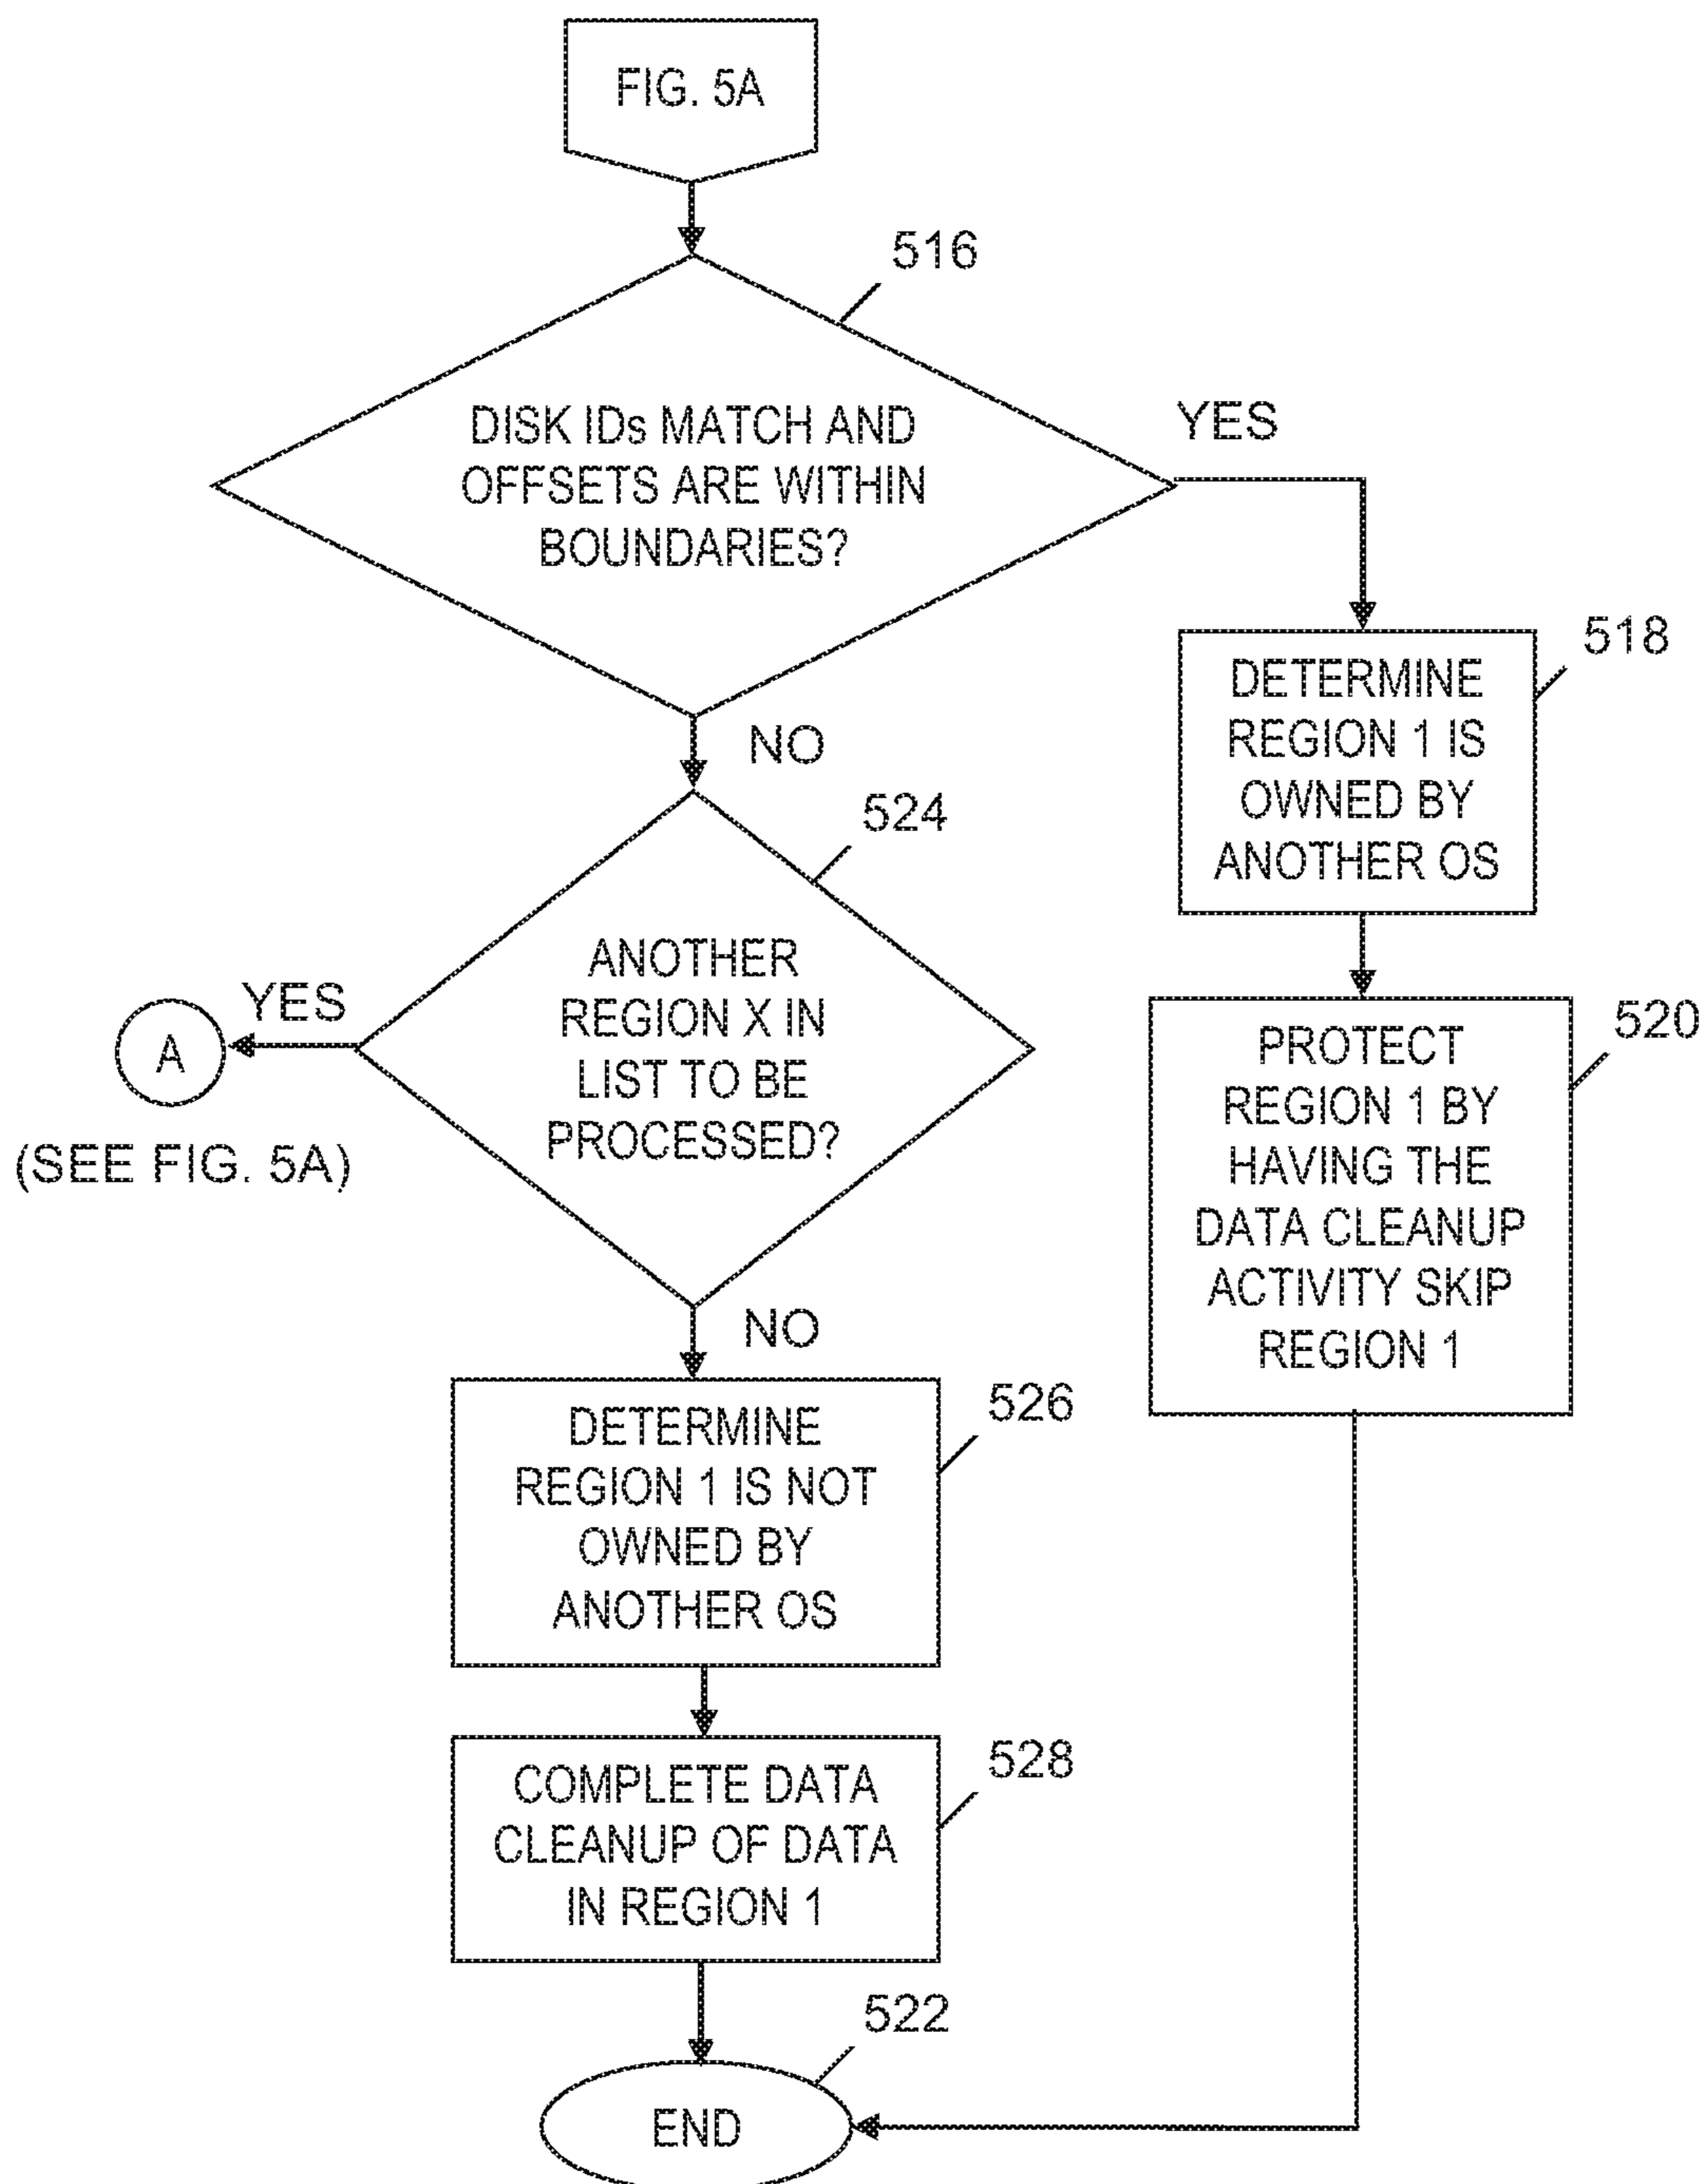 FIG. 5A
516
DISK IDs MATCH AND
OFFSETS ARE WITHIN
BOUNDARIES?
YES
518
DETERMINE
REGION 1 IS
OWNED BY
ANOTHER OS
NO
524
ANOTHER
REGION X IN
LIST TO BE
PROCESSED?
YES
A
(SEE FIG. 5A)
520
PROTECT
REGION 1 BY
HAVING THE
DATA CLEANUP
ACTIVITY SKIP
REGION 1
NO
526
DETERMINE
REGION 1 IS NOT
OWNED BY
ANOTHER OS
528
COMPLETE DATA
CLEANUP OF DATA
IN REGION 1
522
END